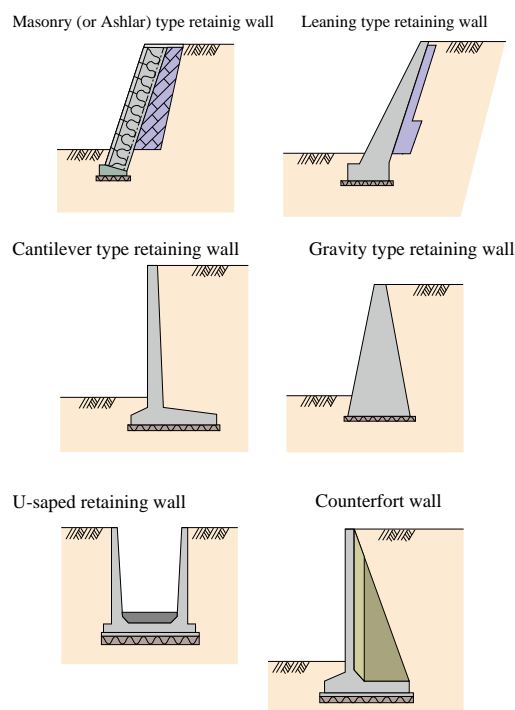 Masonry (or Ashlar) type retainig wall
Leaning type retaining wall
Cantilever type retaining wall
Gravity type retaining wall
U-saped retaining wall
Counterfort wall